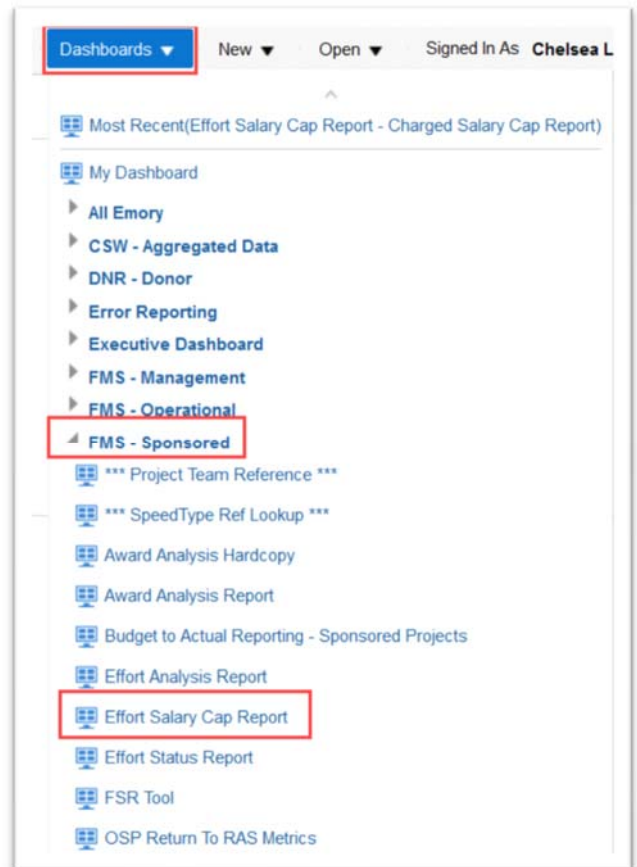 Dashboards New Open Signed In As Chelsea L
Most Recent(Effort Salary Cap Report - Charged Salary Cap Report)
My Dashboard
All Emory
CSW - Aggregated Data
DNR - Donor
Error Reporting
Executive Dashboard
FMS - Management
FMS - Operational
FMS - Sponsored
*** Project Team Reference ***
*** SpeedType Ref Lookup ***
Award Analysis Hardcopy
Award Analysis Report
Budget to Actual Reporting - Sponsored Projects
Effort Analysis Report
Effort Salary Cap Report
Effort Status Report
FSR Tool
OSP Return To RAS Metrics